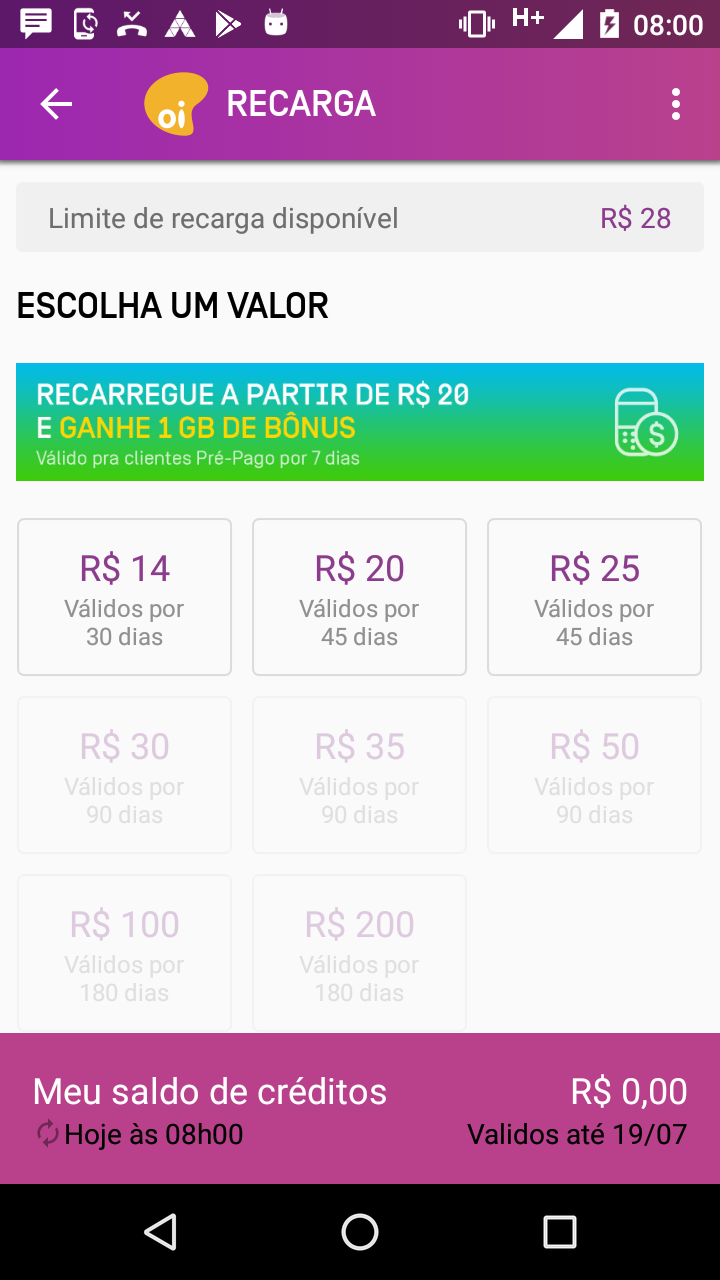 H+ 08:00
oi RECARGA
Limite de recarga disponível R$ 28
ESCOLHA UM VALOR
RECARREGUE A PARTIR DE R$ 20
E GANHE 1 GB DE BÔNUS
Válido pra clientes Pré-Pago por 7 dias
R$ 14
Válidos por
30 dias
R$ 20
Válidos por
45 dias
R$ 25
Válidos por
45 dias
R$ 30
Válidos por
90 dias
R$ 35
Válidos por
90 dias
R$ 50
Válidos por
90 dias
R$ 100
Válidos por
180 dias
R$ 200
Válidos por
180 dias
Meu saldo de créditos R$ 0,00
Hoje às 08h00 Validos até 19/07